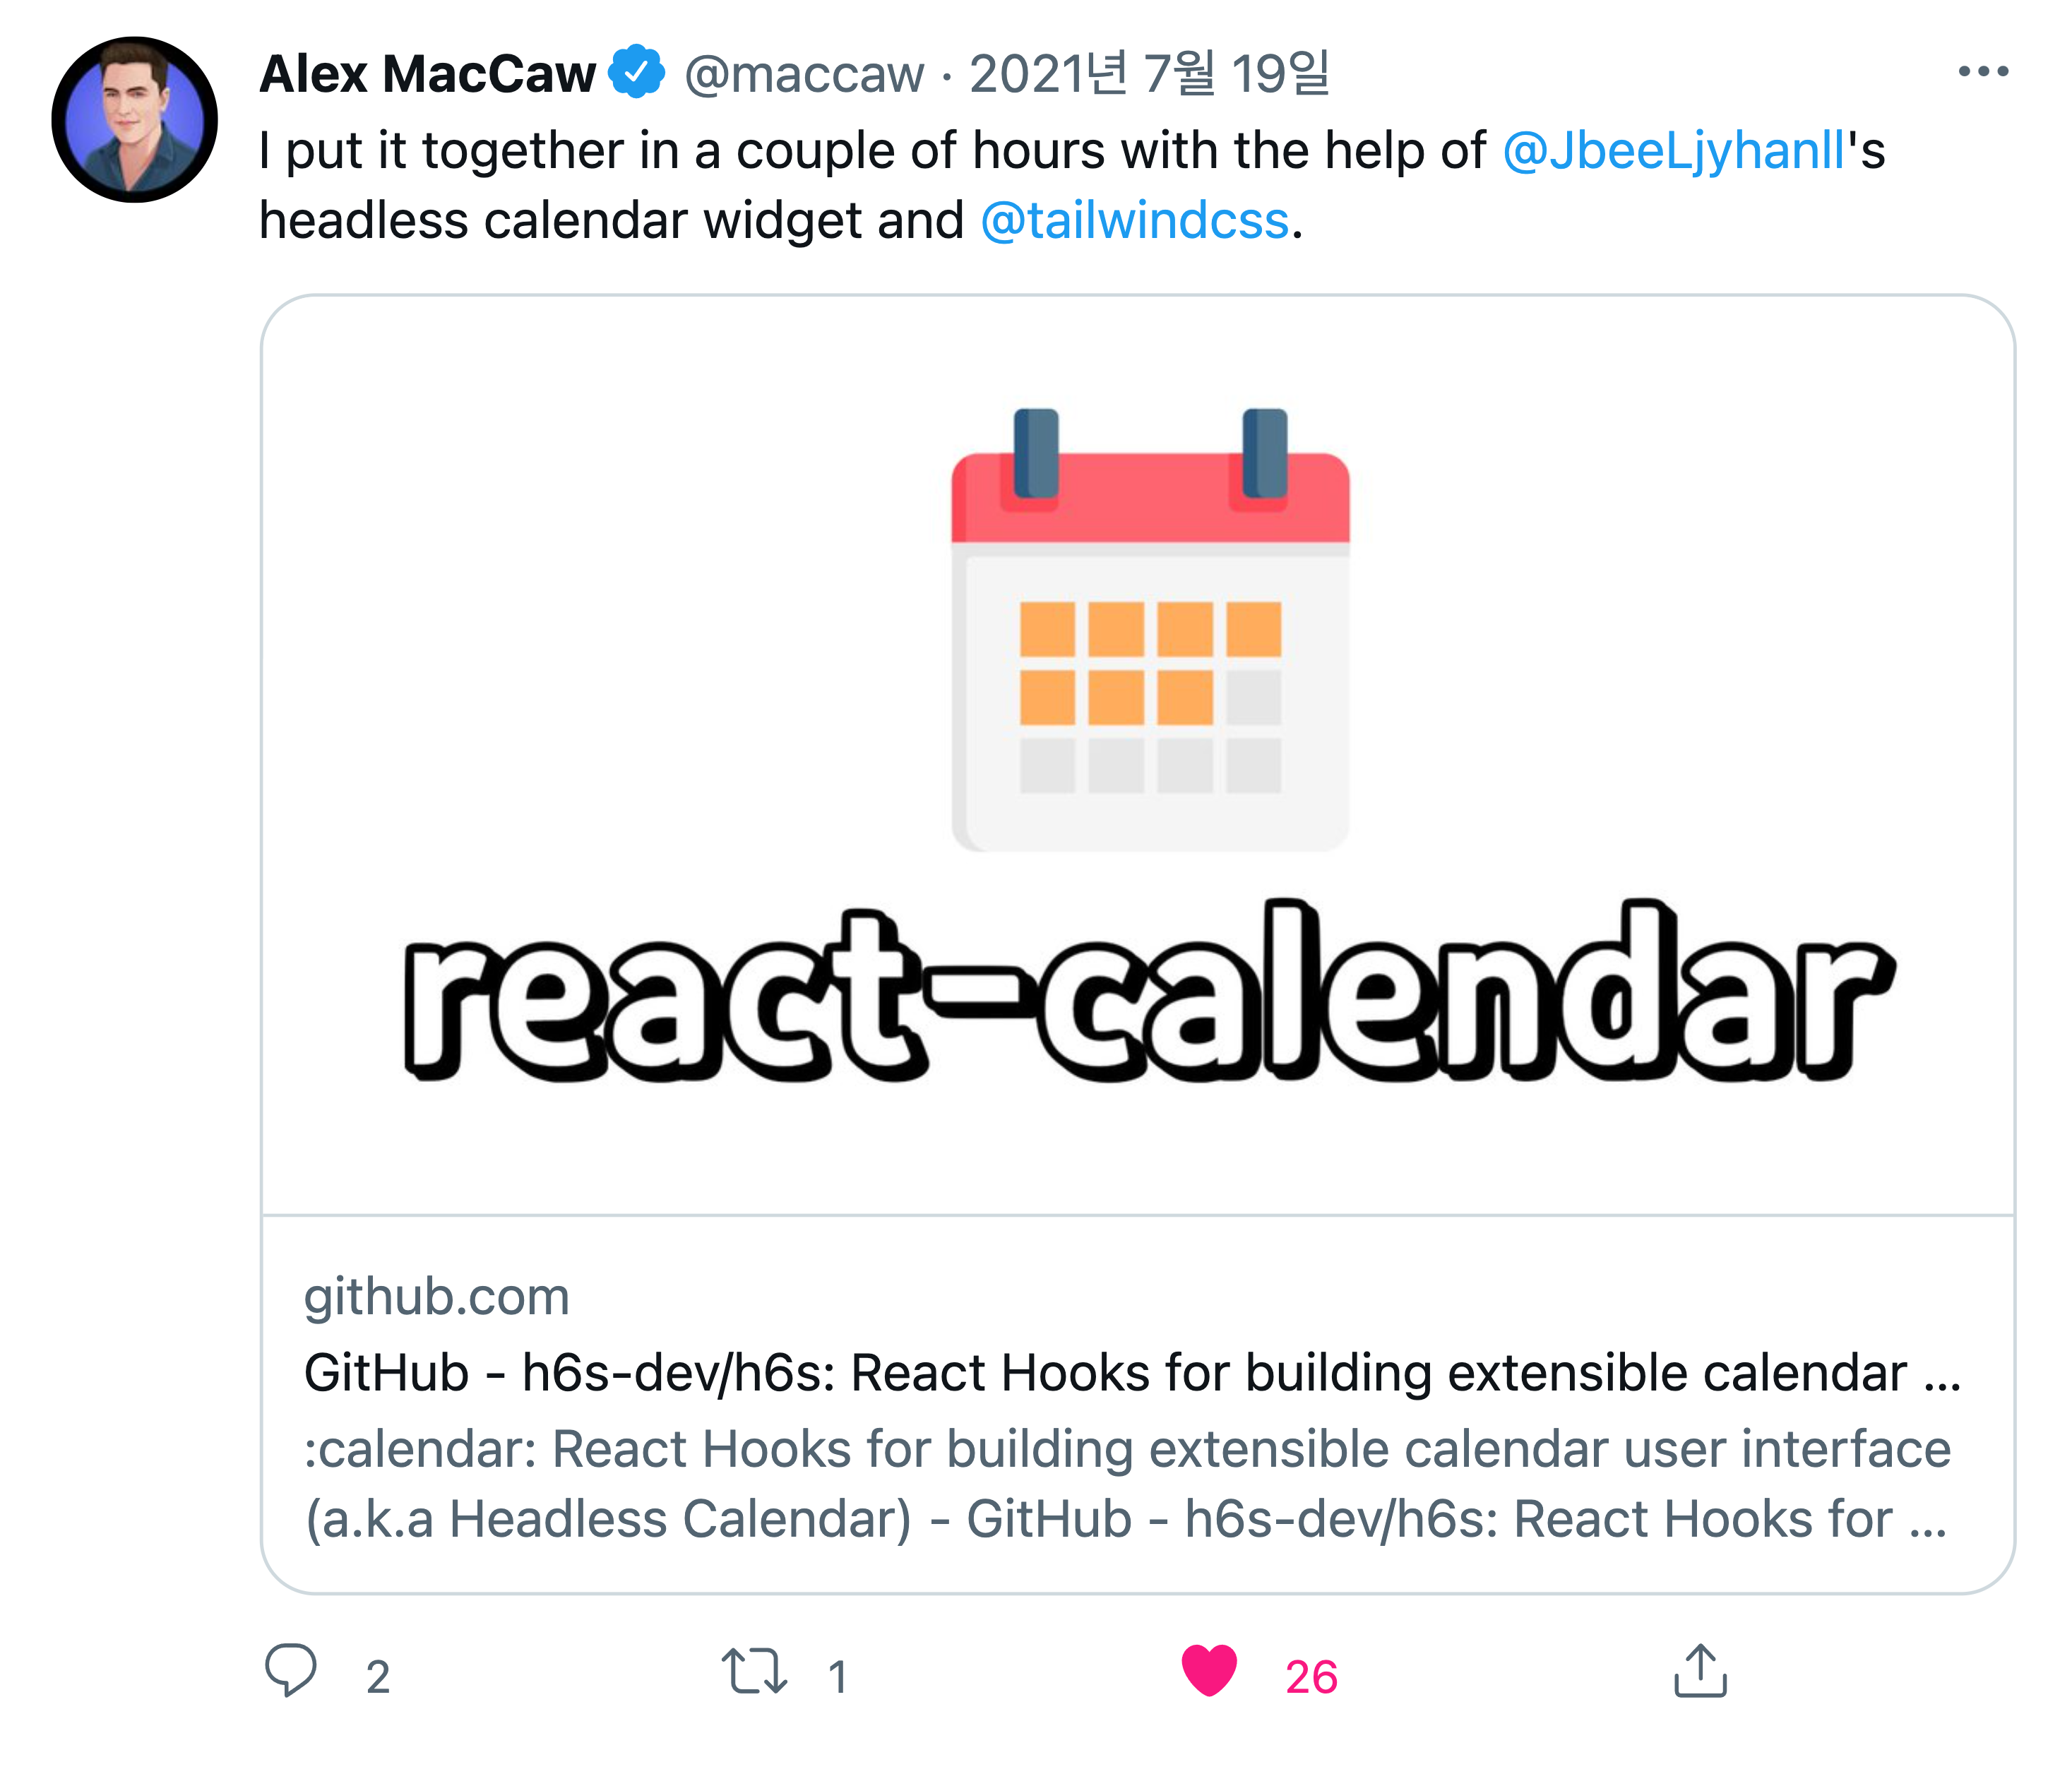 Alex MacCaw @maccaw · 2021년 7월 19일
I put it together in a couple of hours with the help of @JbeeLjyhanll's
headless calendar widget and @tailwindcss.
react-calendar
github.com
GitHub - h6s-dev/h6s: React Hooks for building extensible calendar ...
:calendar: React Hooks for building extensible calendar user interface
(a.k.a Headless Calendar) - GitHub - h6s-dev/h6s: React Hooks for ...
2 1 26